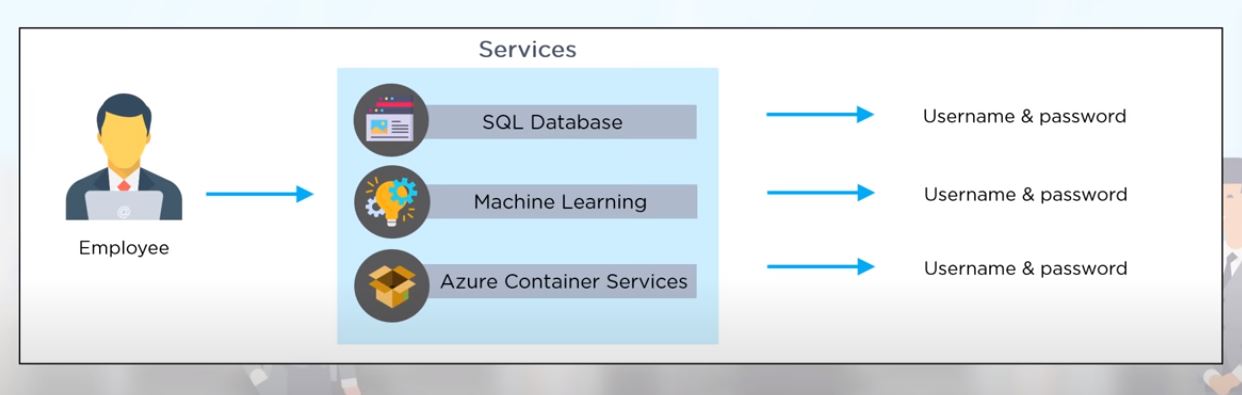 Services
SQL Database
Username & password
Machine Learning
Username & password
@
Employee
Azure Container Services
Username & password